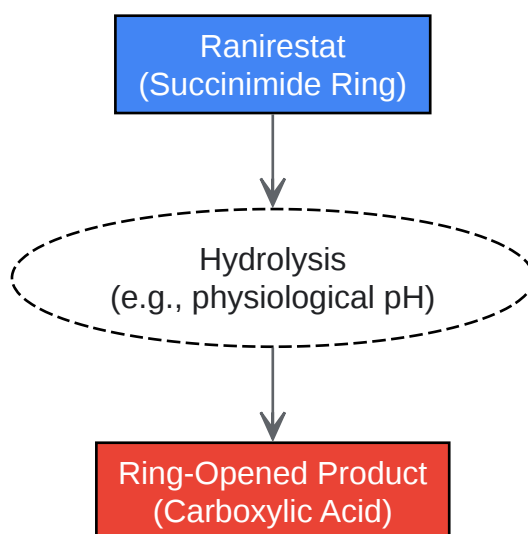 Ranirestat
(Succinimide Ring)
Hydrolysis
(e.g., physiological pH)
Ring-Opened Product
(Carboxylic Acid)